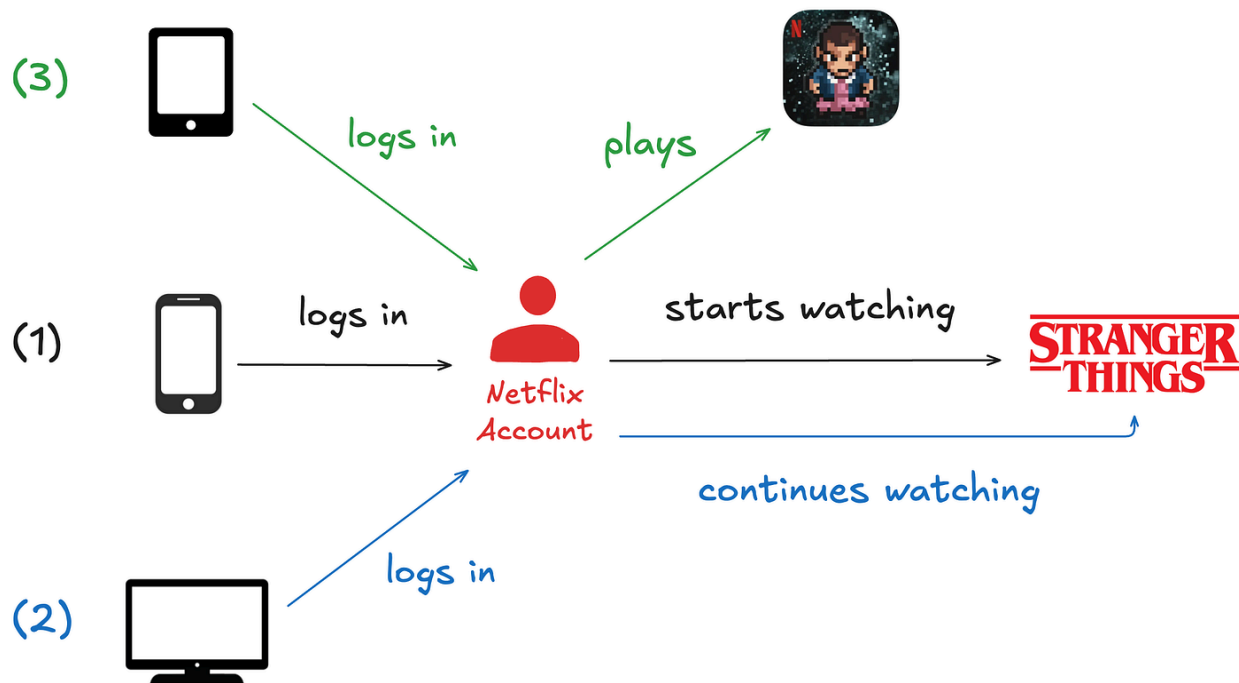 (3)
logs in
plays
N
(1)
logs in
starts watching
STRANGER
THINGS
Netflix
Account
continues watching
(2)
logs in